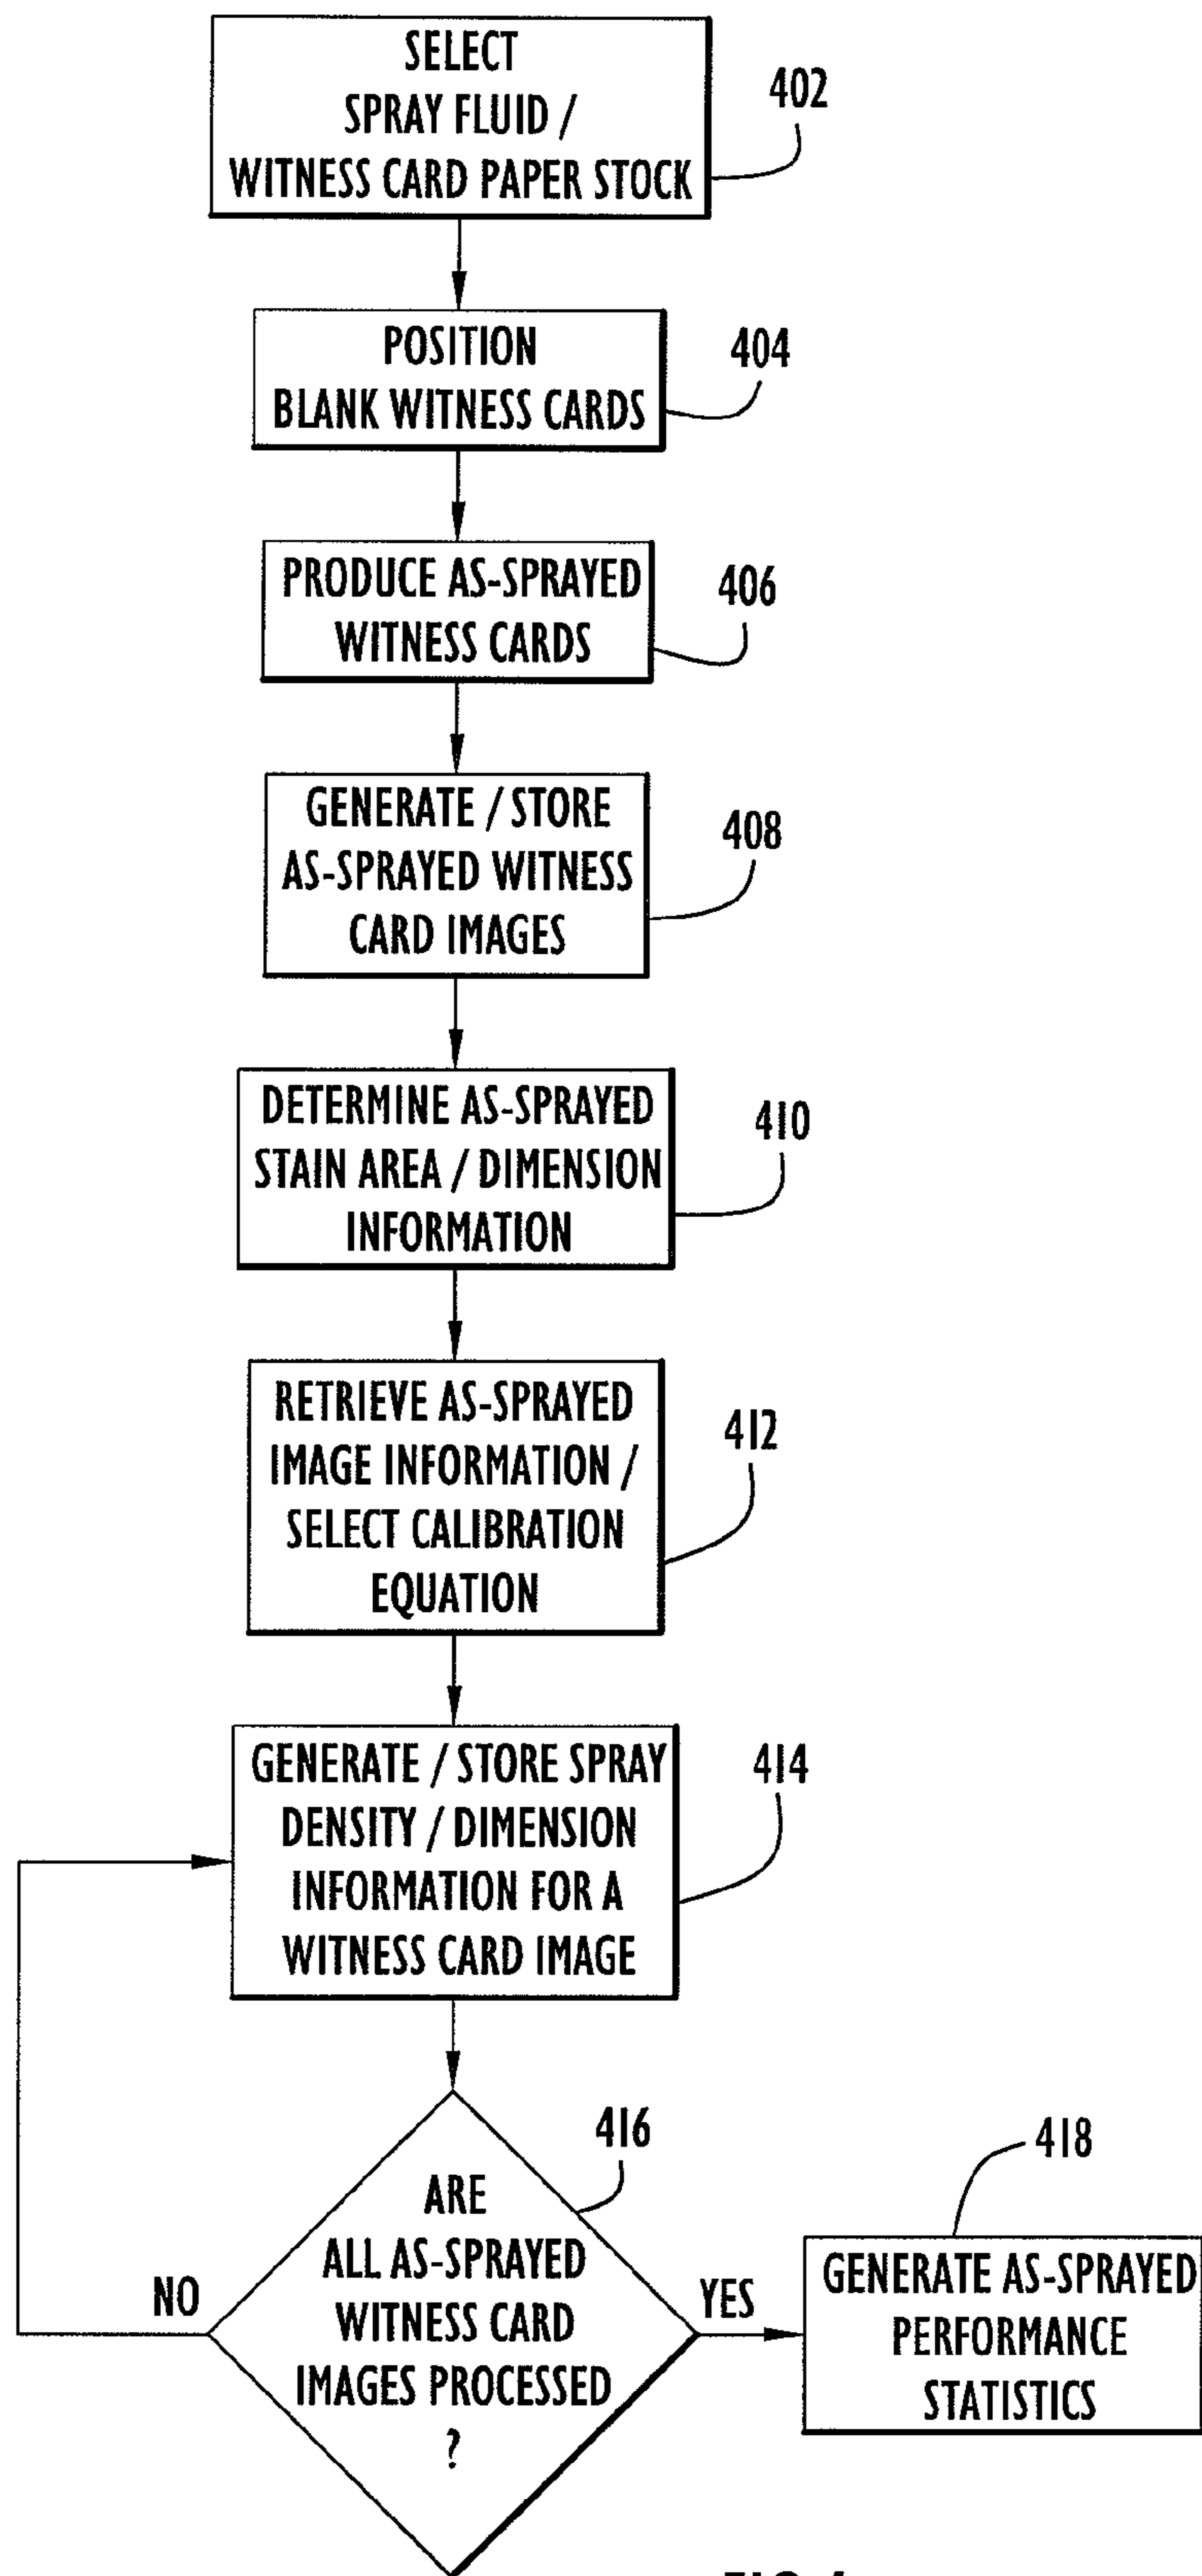 SELECT
SPRAY FLUID /
WITNESS CARD PAPER STOCK
402
POSITION
BLANK WITNESS CARDS
404
PRODUCE AS-SPRAYED
WITNESS CARDS
406
GENERATE / STORE
AS-SPRAYED WITNESS
CARD IMAGES
408
DETERMINE AS-SPRAYED
STAIN AREA / DIMENSION
INFORMATION
410
RETRIEVE AS-SPRAYED
IMAGE INFORMATION /
SELECT CALIBRATION
EQUATION
412
GENERATE / STORE SPRAY
DENSITY / DIMENSION
INFORMATION FOR A
WITNESS CARD IMAGE
414
ARE
ALL AS-SPRAYED
WITNESS CARD
IMAGES PROCESSED
?
416
NO
YES
GENERATE AS-SPRAYED
PERFORMANCE
STATISTICS
418